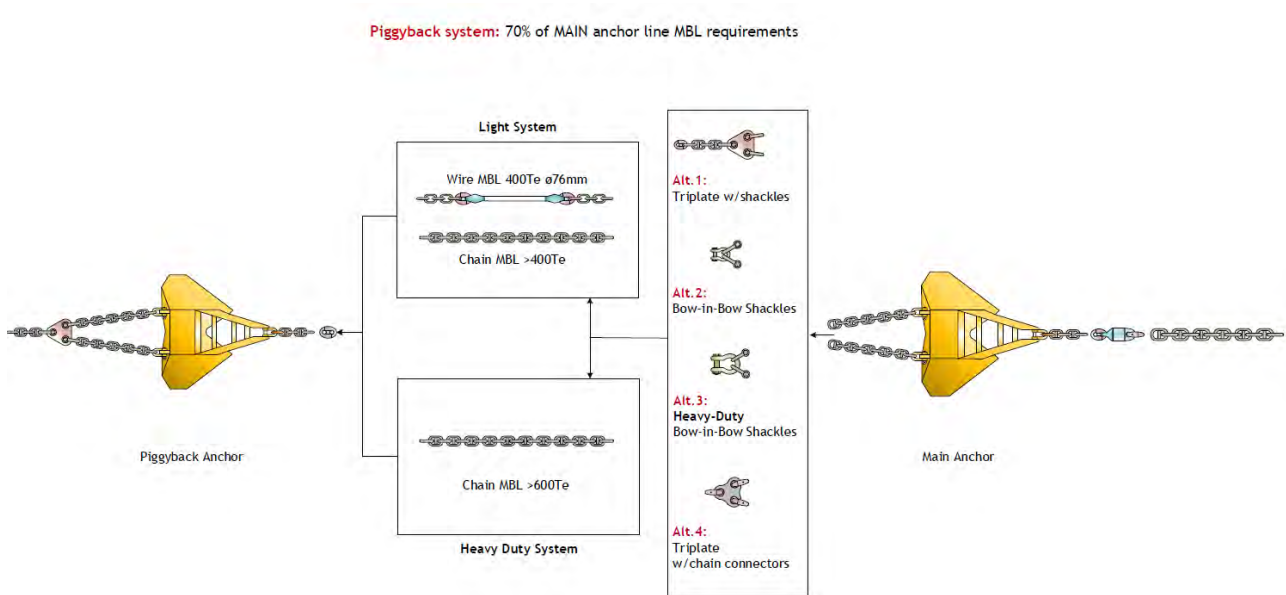 Piggyback system: 70% of MAIN anchor line MBL requirements
Light System
Wire MBL 400Te ø76mm
Chain MBL >400Te
Alt.1:
Triplate w/shackles
Alt.2:
Bow-in-Bow Shackles
Alt.3:
Heavy-Duty
Bow-in-Bow Shackles
Piggyback Anchor
Main Anchor
Chain MBL >600Te
Heavy Duty System
Alt.4:
Triplate
w/chain connectors